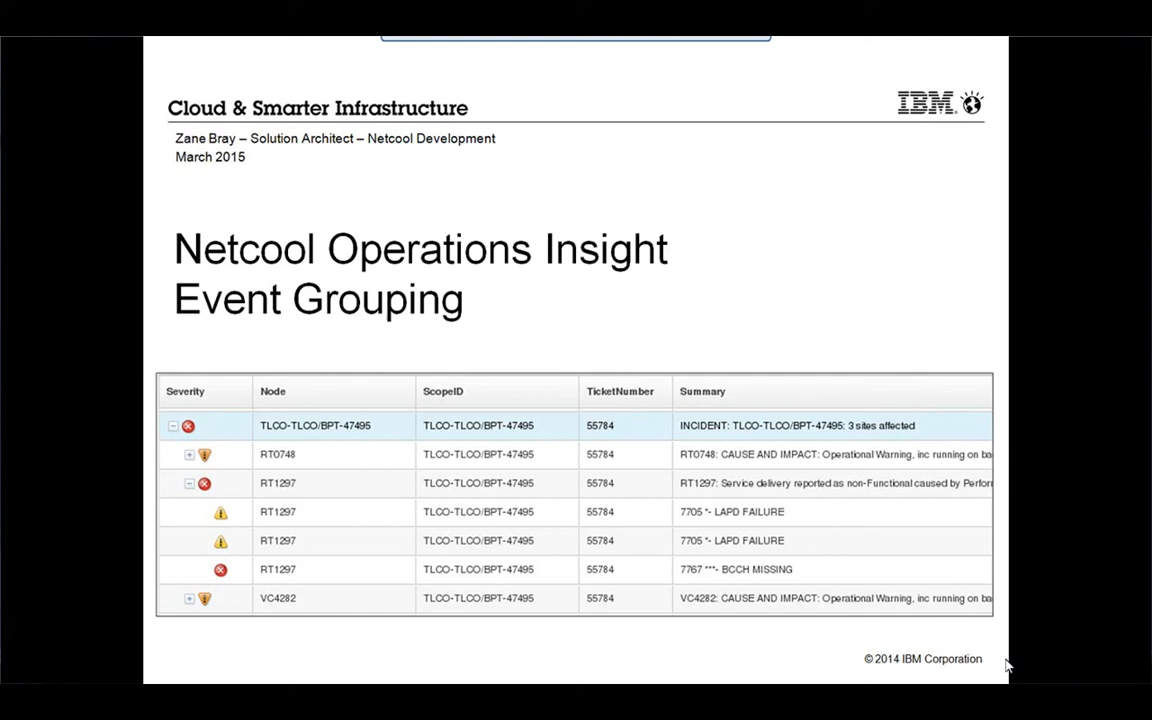 Cloud & Smarter Infrastructure
IBM
Zane Bray – Solution Architect – Netcool Development
March 2015
Netcool Operations Insight
Event Grouping
Severity Node ScopeID TicketNumber Summary
TLCO-TLCO/BPT-47495 TLCO-TLCO/BPT-47495 55784 INCIDENT: TLCO-TLCO/BPT-47495: 3 sites affected
RT0748 TLCO-TLCO/BPT-47495 55784 RT0748: CAUSE AND IMPACT: Operational Warning, inc running on ba
RT1297 TLCO-TLCO/BPT-47495 55784 RT1297: Service delivery reported as non-Functional caused by Perforn
RT1297 TLCO-TLCO/BPT-47495 55784 7705 *- LAPD FAILURE
RT1297 TLCO-TLCO/BPT-47495 55784 7705 *- LAPD FAILURE
RT1297 TLCO-TLCO/BPT-47495 55784 7767 ***- BCCH MISSING
VC4282 TLCO-TLCO/BPT-47495 55784 VC4282: CAUSE AND IMPACT: Operational Warning, inc running on ba
© 2014 IBM Corporation